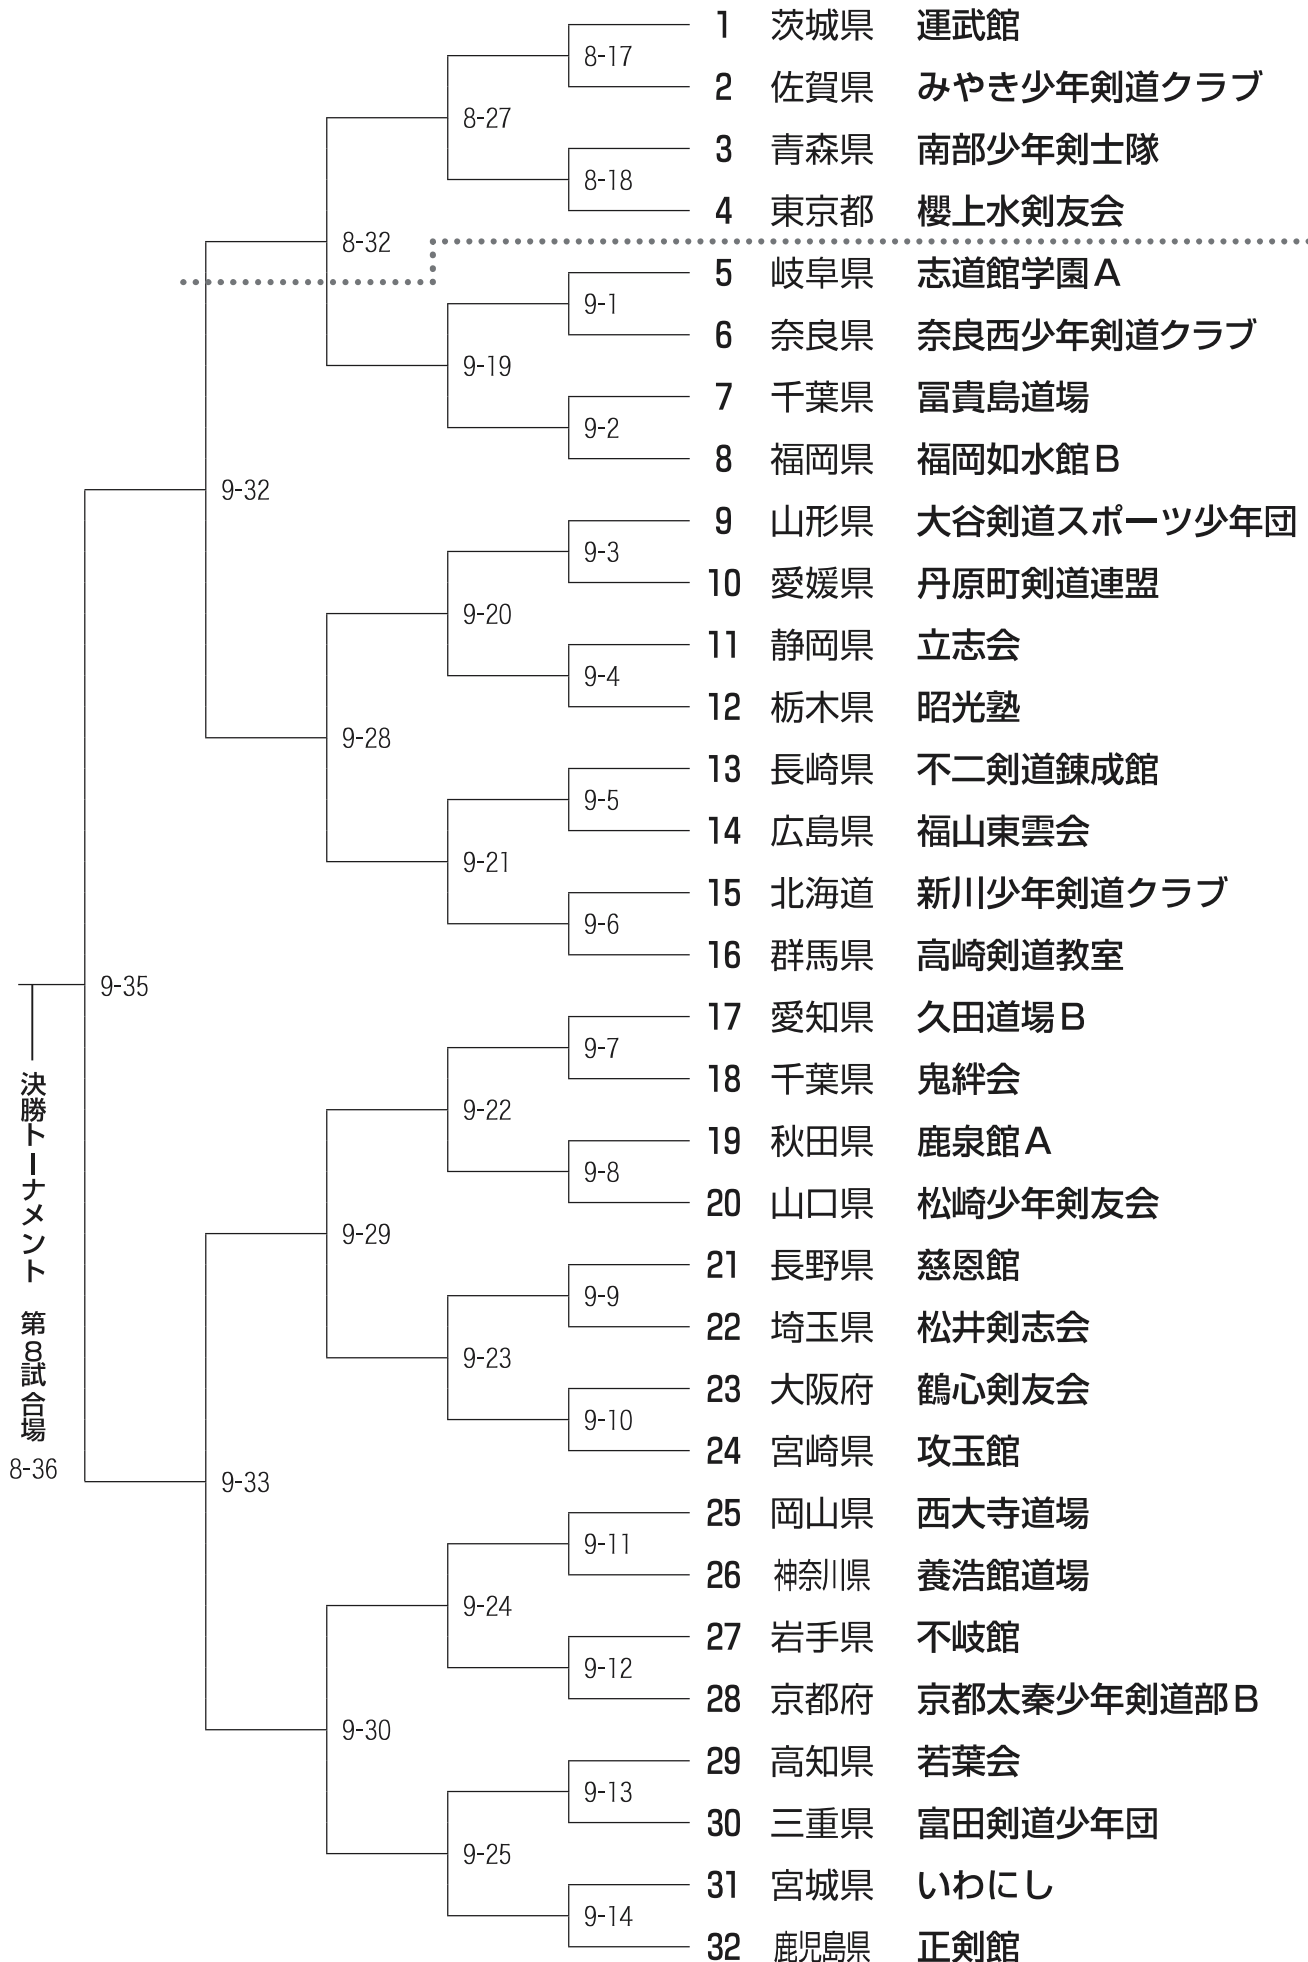 1 茨城県 運武館
8-17
2 佐賀県 みやき少年剣道クラブ
8-27
3 青森県 南部少年剣士隊
8-18
4 東京都 櫻上水剣友会
8-32
5 岐阜県 志道館学園A
9-1
6 奈良県 奈良西少年剣道クラブ
9-19
7 千葉県 冨貴島道場
9-2
8 福岡県 福岡如水館B
9-32
9 山形県 大谷剣道スポーツ少年団
9-3
10 愛媛県 丹原町剣道連盟
9-20
11 静岡県 立志会
9-4
12 栃木県 昭光塾
9-28
13 長崎県 不二剣道錬成館
9-5
14 広島県 福山東雲会
9-21
15 北海道 新川少年剣道クラブ
9-6
16 群馬県 高崎剣道教室
9-35
17 愛知県 久田道場B
9-7
18 千葉県 鬼絆会
9-22
19 秋田県 鹿泉館A
9-8
20 山口県 松崎少年剣友会
9-29
21 長野県 慈恩館
9-9
22 埼玉県 松井剣志会
9-23
23 大阪府 鶴心剣友会
9-10
24 宮崎県 攻玉館
9-33
25 岡山県 西大寺道場
9-11
26 神奈川県 養浩館道場
9-24
27 岩手県 不岐館
9-12
28 京都府 京都太秦少年剣道部B
9-30
29 高知県 若葉会
9-13
30 三重県 富田剣道少年団
9-25
31 宮城県 いわにし
9-14
32 鹿児島県 正剣館
決勝トーナメント 第8試合場
8-36